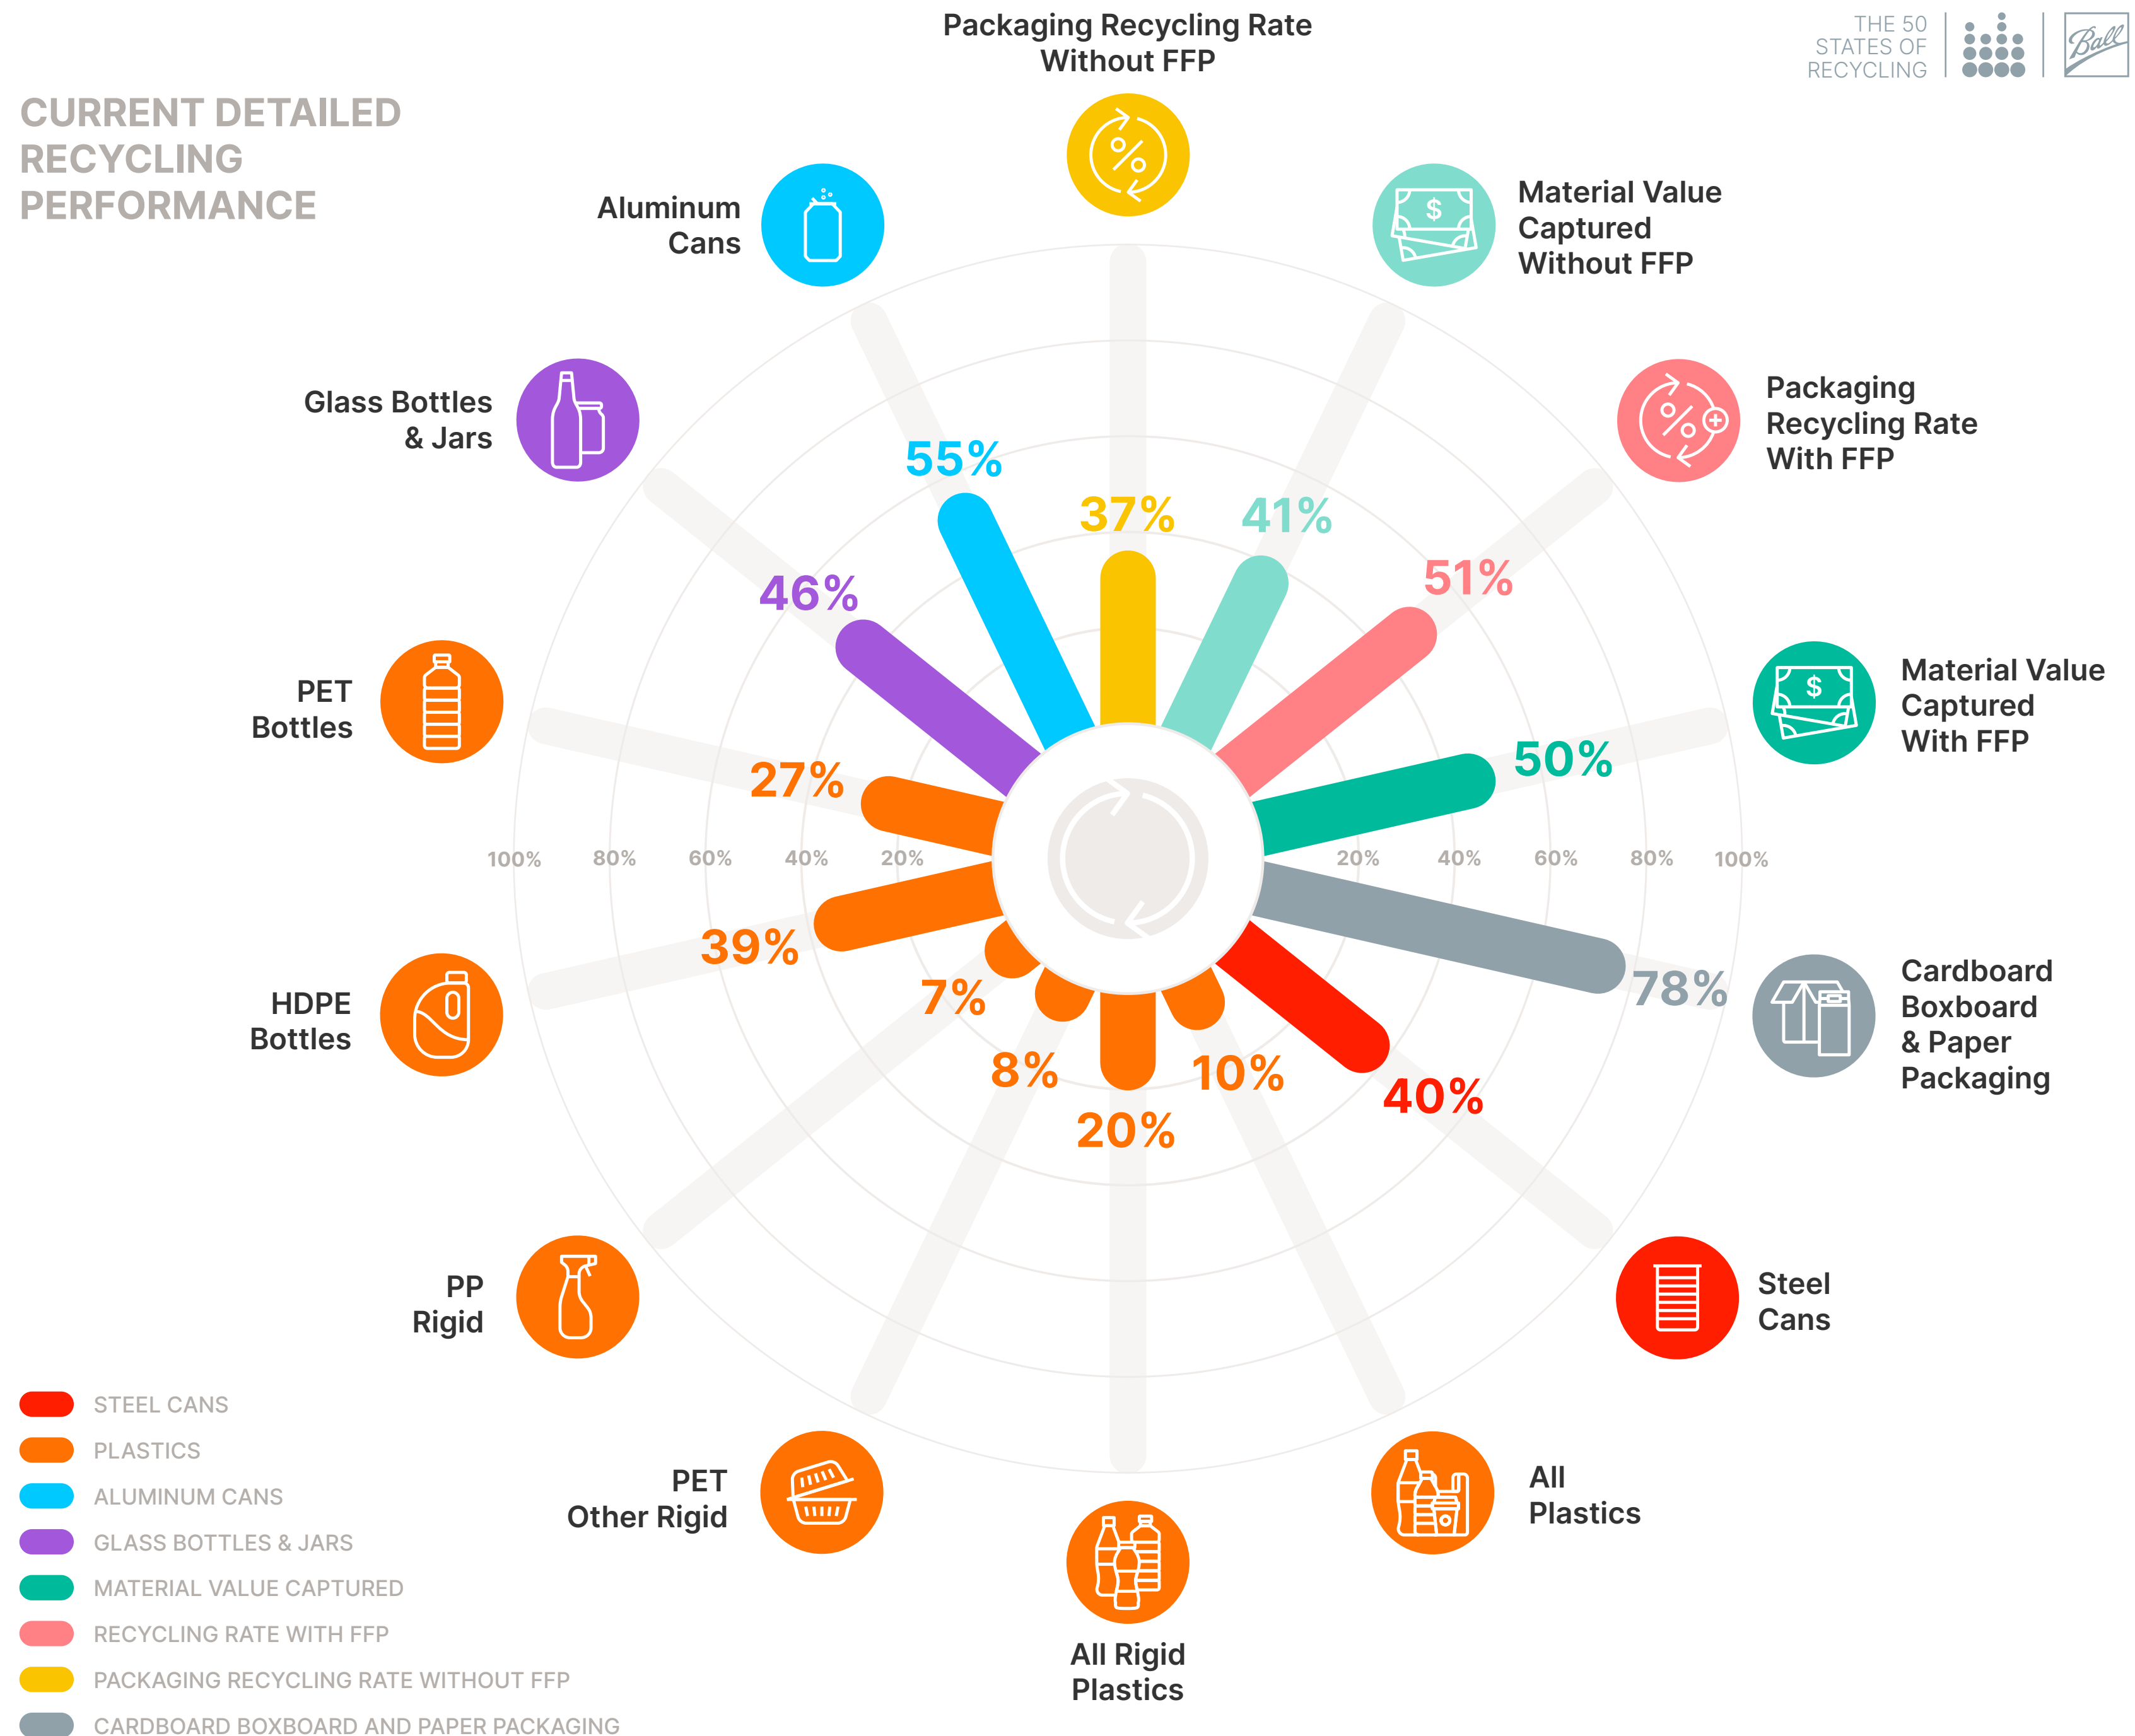 Packaging Recycling Rate
Without FFP
THE 50
STATES OF
RECYCLING
Ball
CURRENT DETAILED
RECYCLING
PERFORMANCE
Aluminum
Cans
Material Value
Captured
Without FFP
$
Glass Bottles
& Jars
Packaging
Recycling Rate
With FFP
55%
37%
41%
51%
46%
PET
Bottles
Material Value
Captured
With FFP
$
27%
50%
100% 80% 60% 40% 20% 20% 40% 60% 80% 100%
39%
78%
HDPE
Bottles
Cardboard
Boxboard
& Paper
Packaging
7%
8%
20%
10%
40%
PP
Rigid
Steel
Cans
PET
Other Rigid
All
Plastics
All Rigid
Plastics
STEEL CANS
PLASTICS
ALUMINUM CANS
GLASS BOTTLES & JARS
MATERIAL VALUE CAPTURED
RECYCLING RATE WITH FFP
PACKAGING RECYCLING RATE WITHOUT FFP
CARDBOARD BOXBOARD AND PAPER PACKAGING